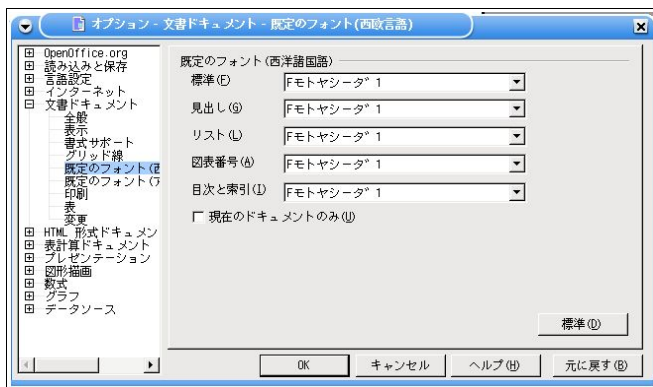 オプション - 文書ドキュメント - 既定のフォント(西欧言語)
OpenOffice.org
読み込みと保存
言語設定
インターネット
文書ドキュメント
全般
表示
書式サポート
グリッド線
既定のフォント(西
既定のフォント(ア
印刷
表
変更
HTML 形式ドキュメン
表計算ドキュメント
プレゼンテーション
図形描画
数式
グラフ
データソース
既定のフォント(西洋諸国語)
標準(F) Fモトヤシーダ 1
見出し(G) Fモトヤシーダ 1
リスト(L) Fモトヤシーダ 1
図表番号(A) Fモトヤシーダ 1
目次と索引(I) Fモトヤシーダ 1
現在のドキュメントのみ(U)
標準(D)
OK キャンセル ヘルプ(H) 元に戻す(B)